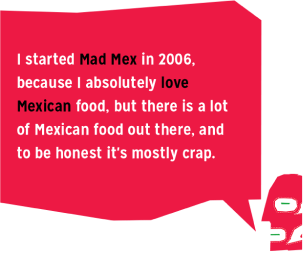 I started Mad Mex in 2006,
because I absolutely love
Mexican food, but there is a lot
of Mexican food out there, and
to be honest it's mostly crap.